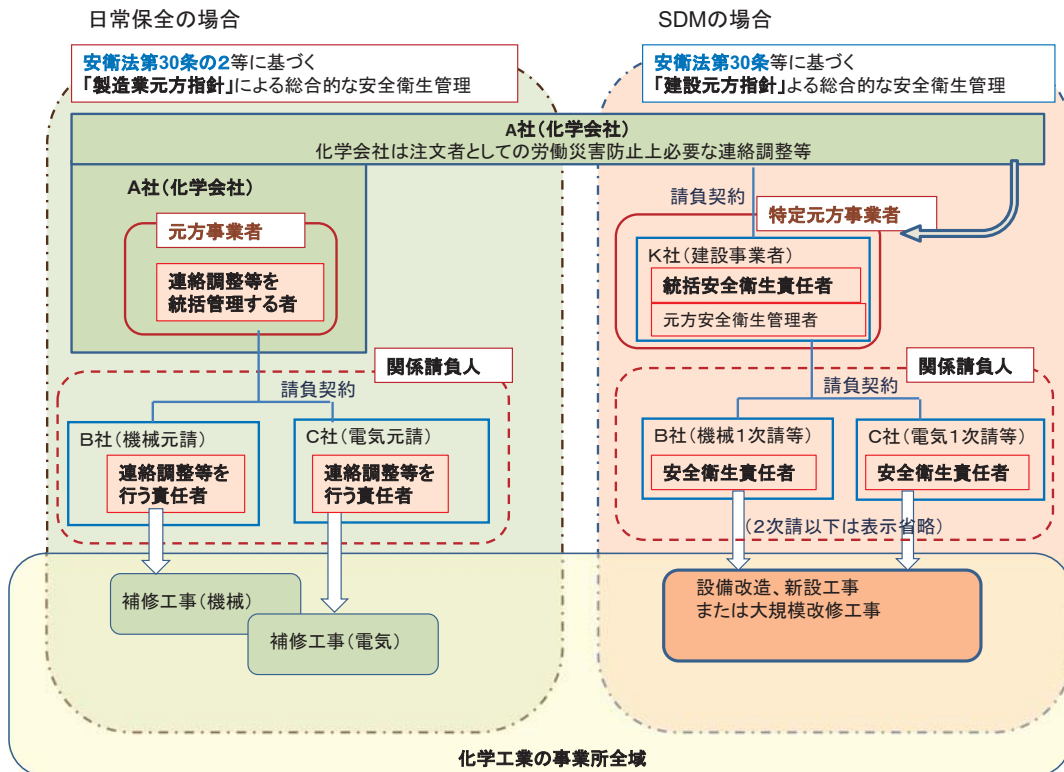 日常保全の場合
SDMの場合
安衛法第30条の2等に基づく
「製造業元方指針」による総合的な安全衛生管理
安衛法第30条等に基づく
「建設元方指針」よる総合的な安全衛生管理
A社(化学会社)
化学会社は注文者としての労働災害防止上必要な連絡調整等
A社(化学会社)
元方事業者
連絡調整等を
統括管理する者
請負契約
特定元方事業者
K社(建設事業者)
統括安全衛生責任者
元方安全衛生管理者
関係請負人
請負契約
B社(機械元請)
連絡調整等を
行う責任者
C社(電気元請)
連絡調整等を
行う責任者
関係請負人
請負契約
B社(機械1次請等)
安全衛生責任者
C社(電気1次請等)
安全衛生責任者
(2次請以下は表示省略)
補修工事(機械)
補修工事(電気)
設備改造、新設工事
または大規模改修工事
化学工業の事業所全域